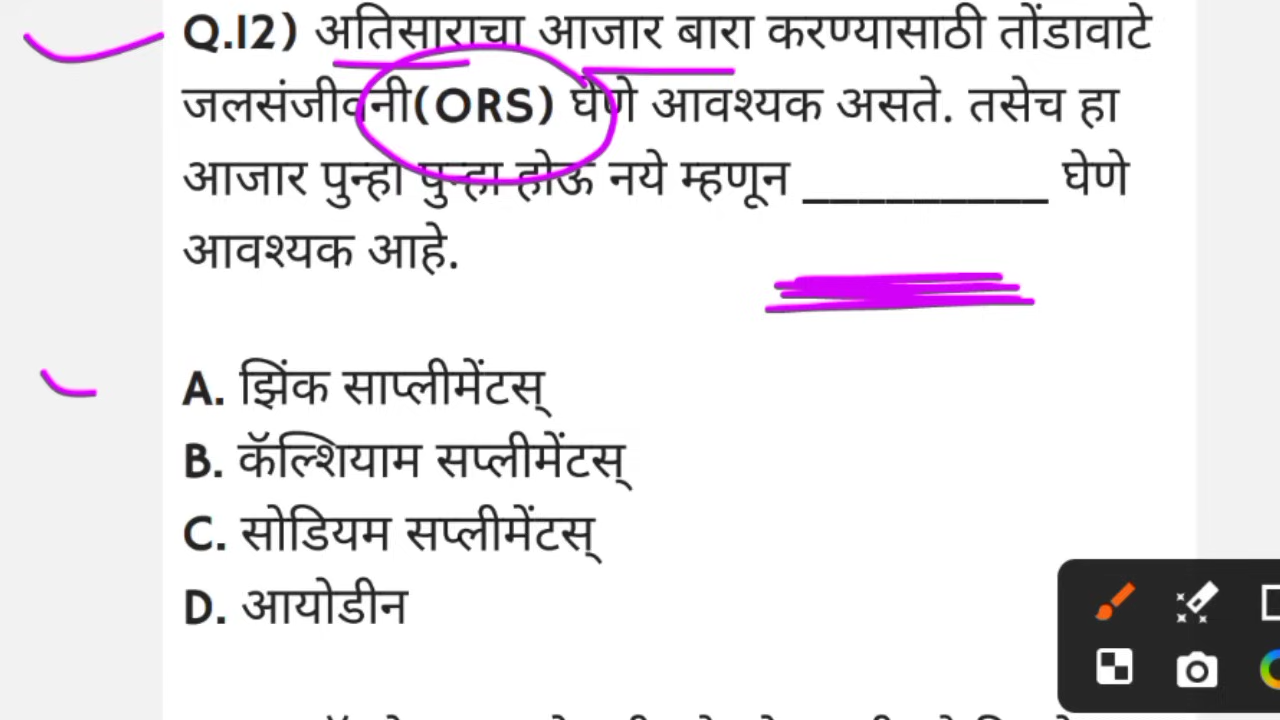 Q.12) अतिसाराचा आजार बारा करण्यासाठी तोंडावाटे
जलसंजीवनी(ORS) घेणे आवश्यक असते. तसेच हा
आजार पुन्हा पुन्हा होऊ नये म्हणून _________ घेणे
आवश्यक आहे.
A. झिंक साप्लीमेंटस्
B. कॅल्शियाम सप्लीमेंटस्
C. सोडियम सप्लीमेंटस्
D. आयोडीन